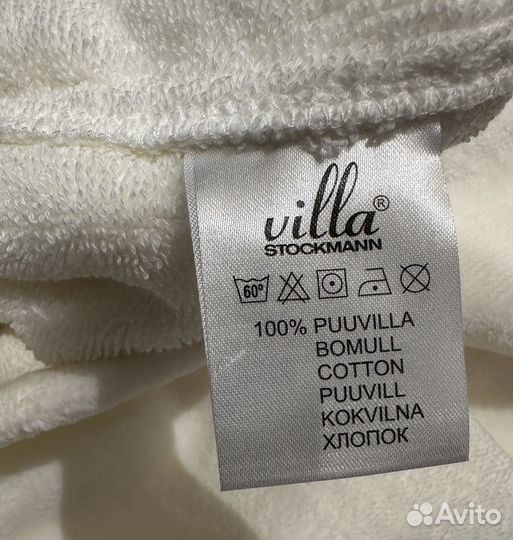 villa®
STOCKMANN
60°
100% PUUVILLA
BOMULL
COTTON
PUUVILL
KOKVILNA
ХЛОПОК
Avito